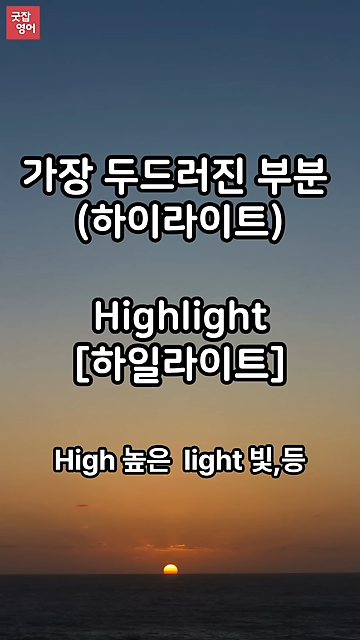 굿잡
영어
가장 두드러진 부분
(하이라이트)
Highlight
[하일라이트]
High 높은 light 빛,등